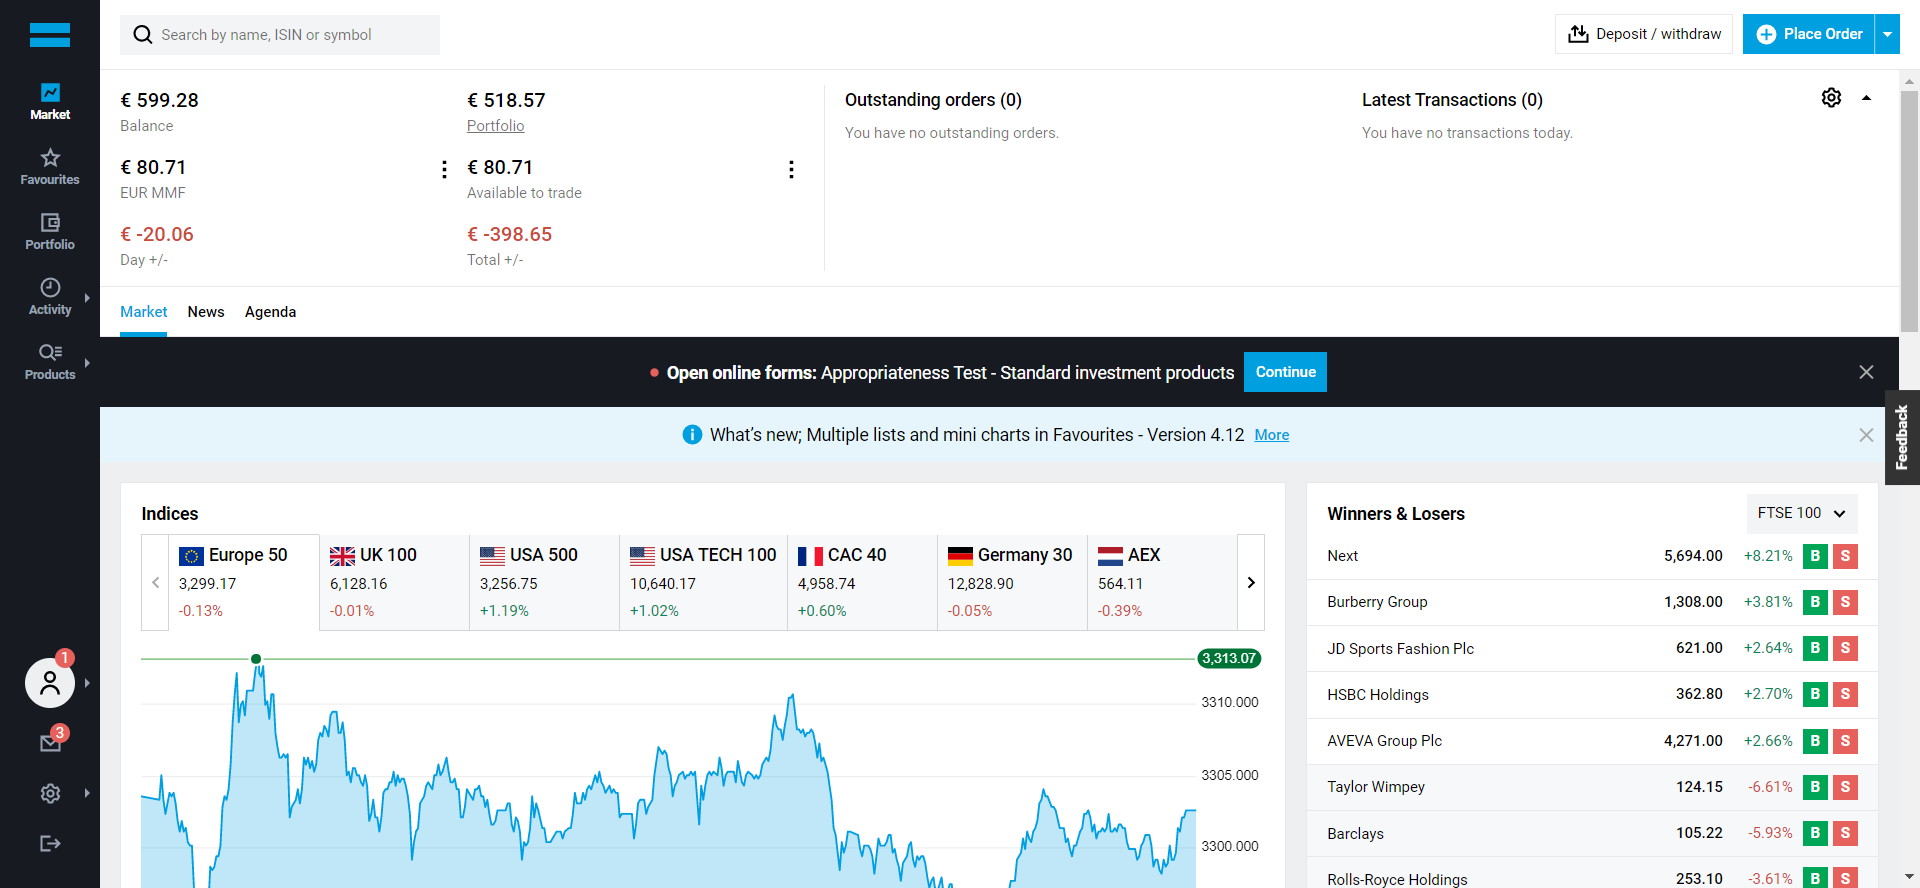 Search by name, ISIN or symbol
Deposit / withdraw
Place Order
Market
Favourites
Portfolio
Activity
Products
1
3
€ 599.28
Balance
€ 518.57
Portfolio
€ 80.71
EUR MMF
€ 80.71
Available to trade
€ -20.06
Day +/-
€ -398.65
Total +/-
Outstanding orders (0)
You have no outstanding orders.
Latest Transactions (0)
You have no transactions today.
Market News Agenda
Open online forms: Appropriateness Test - Standard investment products
Continue
What's new; Multiple lists and mini charts in Favourites - Version 4.12 More
Feedback
Indices
Europe 50
3,299.17
-0.13%
UK 100
6,128.16
-0.01%
USA 500
3,256.75
+1.19%
USA TECH 100
10,640.17
+1.02%
CAC 40
4,958.74
+0.60%
Germany 30
12,828.90
-0.05%
AEX
564.11
-0.39%
3,313.07
3310.000
3305.000
3300.000
Winners & Losers
FTSE 100
Next 5,694.00 +8.21% B S
Burberry Group 1,308.00 +3.81% B S
JD Sports Fashion Plc 621.00 +2.64% B S
HSBC Holdings 362.80 +2.70% B S
AVEVA Group Plc 4,271.00 +2.66% B S
Taylor Wimpey 124.15 -6.61% B S
Barclays 105.22 -5.93% B S
Rolls-Royce Holdings 253.10 -3.61% B S